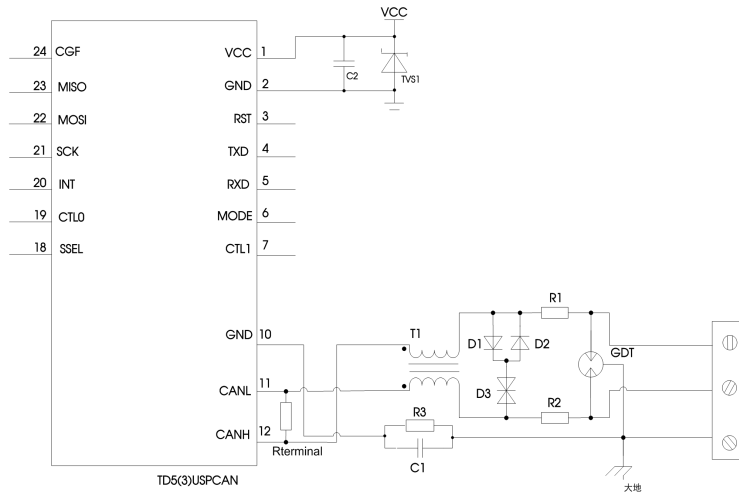 VCC
24 CGF
VCC 1
C2
TVS1
23 MISO
GND 2
22 MOSI
RST 3
21 SCK
TXD 4
20 INT
RXD 5
19 CTL0
MODE 6
18 SSEL
CTL1 7
R1
GND 10
T1
D1
D2
GDT
D3
CANL 11
R2
R3
CANH 12
Rterminal
C1
TD5(3)USPCAN
大地